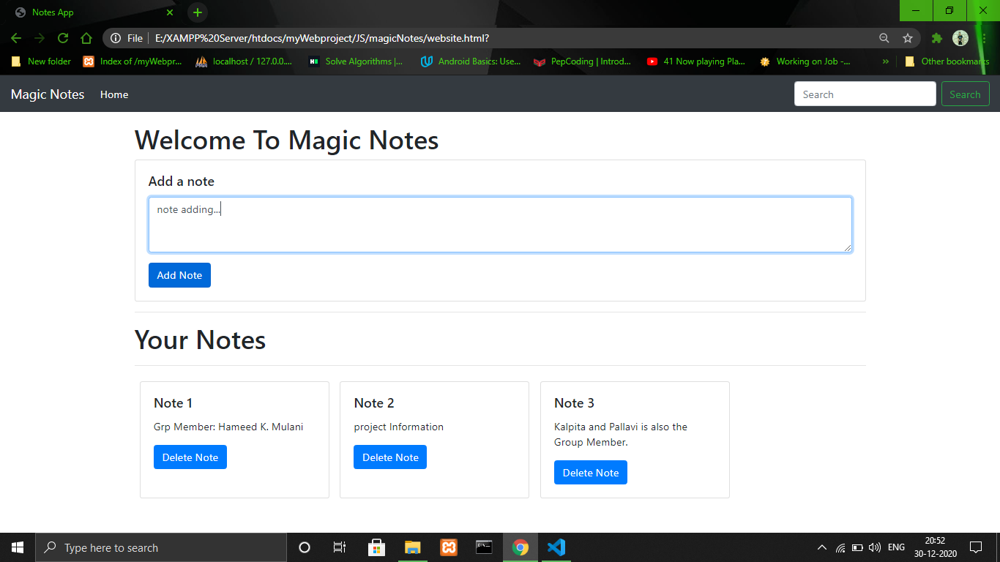 Notes App
File E:/XAMPP%20Server/htdocs/myWebproject/JS/magicNotes/website.html?
New folder Index of /myWebpr... localhost / 127.0.0.... Solve Algorithms |... Android Basics: Use... PepCoding | Introd... 41 Now playing Pla... Working on Job -... » Other bookmarks
Magic Notes Home Search Search
Welcome To Magic Notes
Add a note
note adding...
Add Note
Your Notes
Note 1
Grp Member: Hameed K. Mulani
Delete Note
Note 2
project Information
Delete Note
Note 3
Kalpita and Pallavi is also the
Group Member.
Delete Note
Type here to search
ENG
20:52
30-12-2020